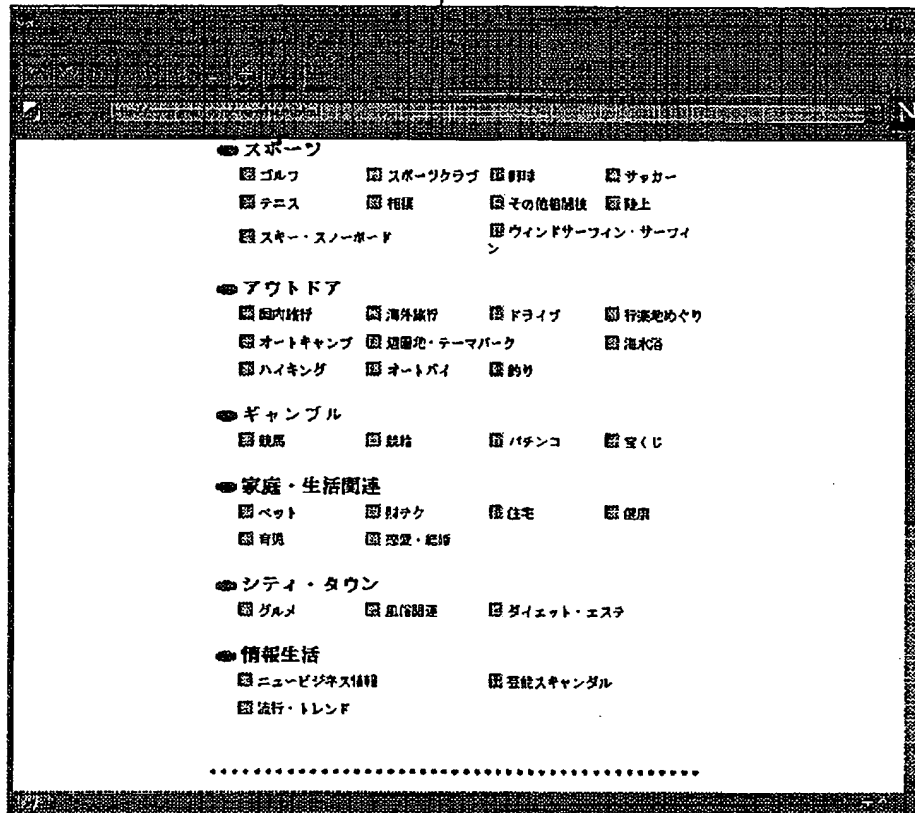 スポーツ
ゴルフ スポーツクラブ 野球 サッカー
テニス 相撲 その他格闘技 陸上
スキー・スノーボード ウィンドサーフィン・サーフィ
ン
アウトドア
国内旅行 海外旅行 ドライブ 行楽地めぐり
オートキャンプ 遊園地・テーマパーク 海水浴
ハイキング オートバイ 釣り
ギャンブル
競馬 競輪 パチンコ 宝くじ
家庭・生活関連
ペット 財テク 住宅 健康
育児 恋愛・結婚
シティ・タウン
グルメ 風俗関連 ダイエット・エステ
情報生活
ニュービジネス情報 芸能スキャンダル
流行・トレンド